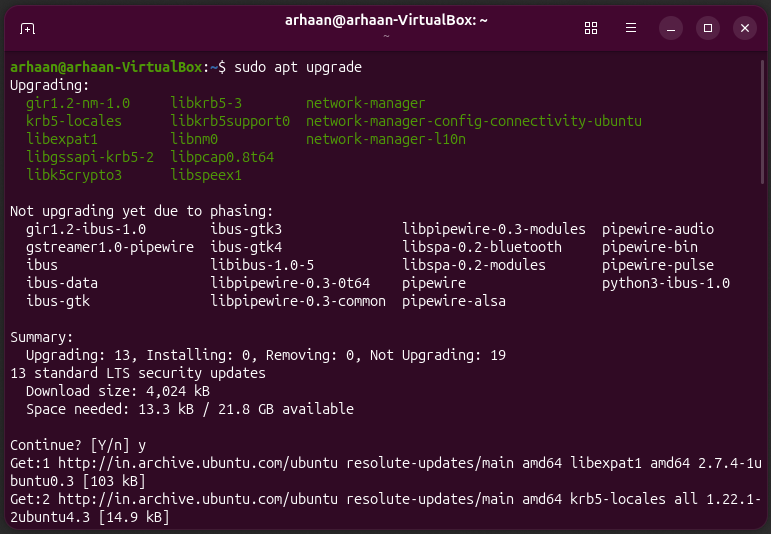 arhaan@arhaan-VirtualBox: ~
~
arhaan@arhaan-VirtualBox:~$ sudo apt upgrade
Upgrading:
  gir1.2-nm-1.0     libkrb5-3        network-manager
  krb5-locales      libkrb5support0  network-manager-config-connectivity-ubuntu
  libexpat1         libnm0           network-manager-l10n
  libgssapi-krb5-2  libpcap0.8t64
  libk5crypto3      libspeex1
Not upgrading yet due to phasing:
  gir1.2-ibus-1.0         ibus-gtk3               libpipewire-0.3-modules  pipewire-audio
  gstreamer1.0-pipewire   ibus-gtk4               libspa-0.2-bluetooth     pipewire-bin
  ibus                    libibus-1.0-5           libspa-0.2-modules       pipewire-pulse
  ibus-data               libpipewire-0.3-0t64    pipewire                 python3-ibus-1.0
  ibus-gtk                libpipewire-0.3-common  pipewire-alsa
Summary:
  Upgrading: 13, Installing: 0, Removing: 0, Not Upgrading: 19
13 standard LTS security updates
  Download size: 4,024 kB
  Space needed: 13.3 kB / 21.8 GB available
Continue? [Y/n] y
Get:1 http://in.archive.ubuntu.com/ubuntu resolute-updates/main amd64 libexpat1 amd64 2.7.4-1u
buntu0.3 [103 kB]
Get:2 http://in.archive.ubuntu.com/ubuntu resolute-updates/main amd64 krb5-locales all 1.22.1-
2ubuntu4.3 [14.9 kB]